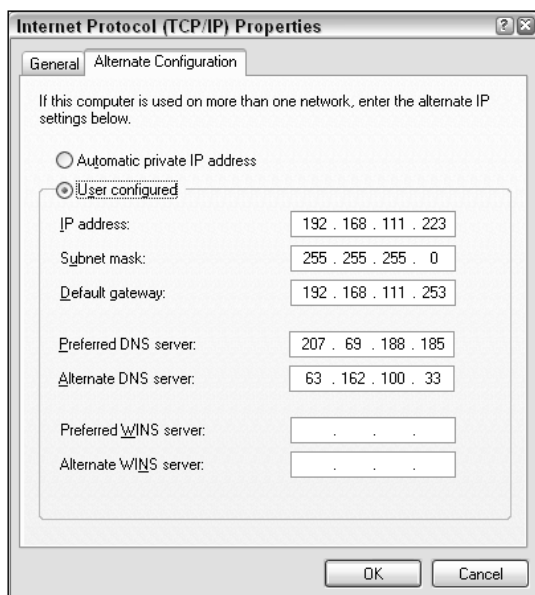 Internet Protocol (TCP/IP) Properties
General Alternate Configuration
If this computer is used on more than one network, enter the alternate IP
settings below.
Automatic private IP address
User configured
IP address: 192 . 168 . 111 . 223
Subnet mask: 255 . 255 . 255 . 0
Default gateway: 192 . 168 . 111 . 253
Preferred DNS server: 207 . 69 . 188 . 185
Alternate DNS server: 63 . 162 . 100 . 33
Preferred WINS server: . . .
Alternate WINS server: . . .
OK Cancel